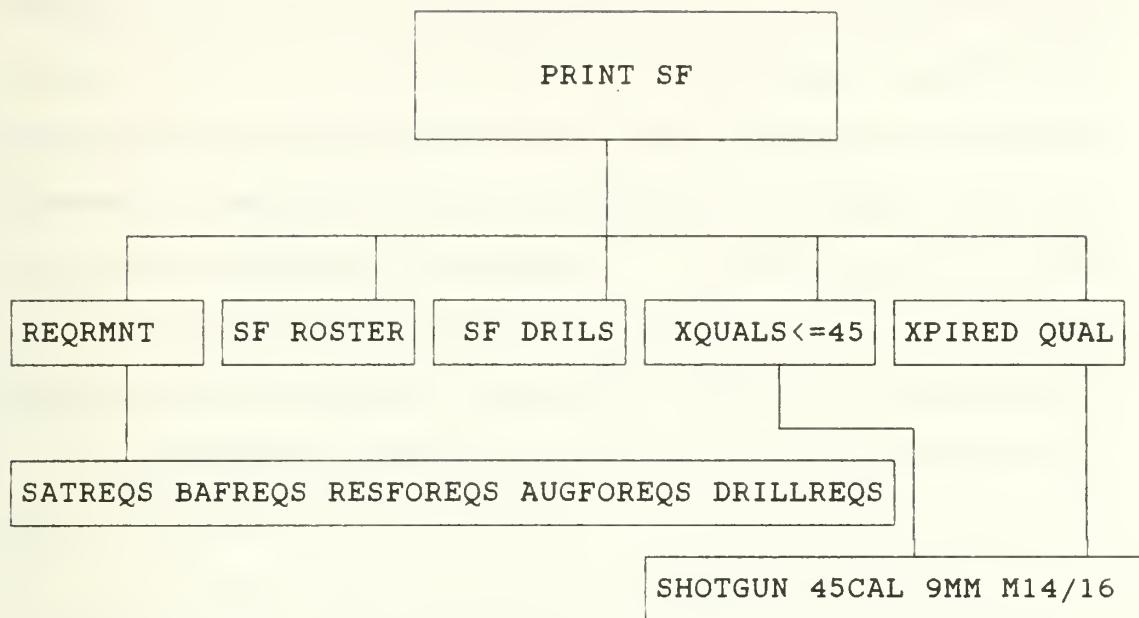 PRINT SF
REQRMNT
SF ROSTER
SF DRILS
XQUALS<=45
XPIRED QUAL
SATREQS BAFREQS RESFOREQS AUGFOREQS DRILLREQS
SHOTGUN 45CAL 9MM M14/16